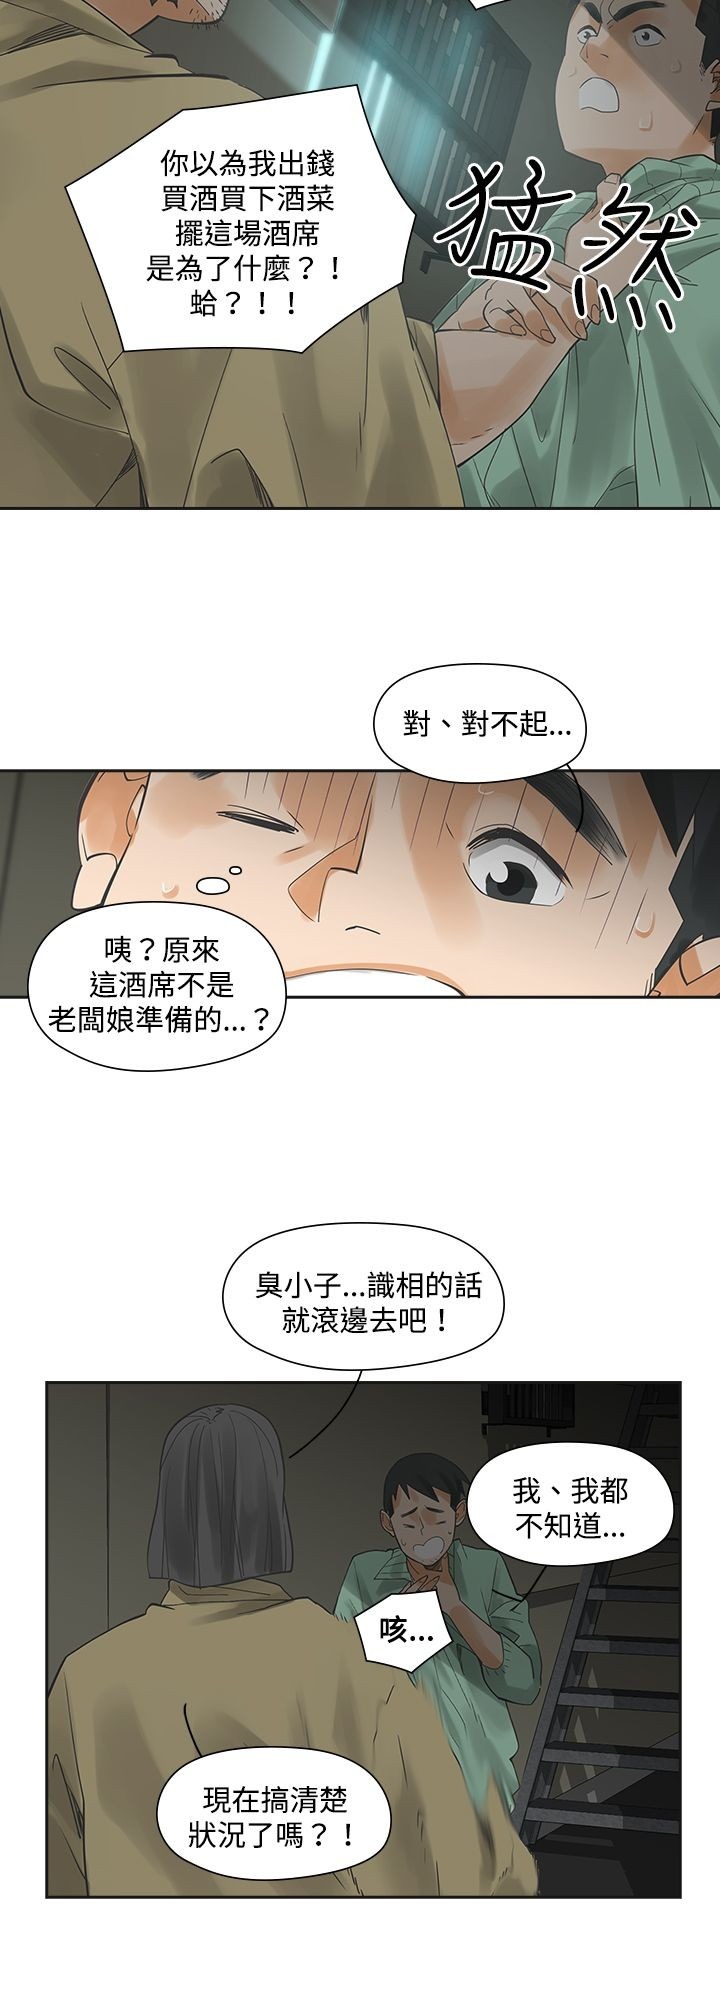 你以為我出錢
買酒買下酒菜
擺這場酒席
是為了什麼？！
蛤？！！
猛然
對、對不起...
咦？原來
這酒席不是
老闆娘準備的...？
臭小子...識相的話
就滾邊去吧！
我、我都
不知道...
咳...
現在搞清楚
狀況了嗎？！